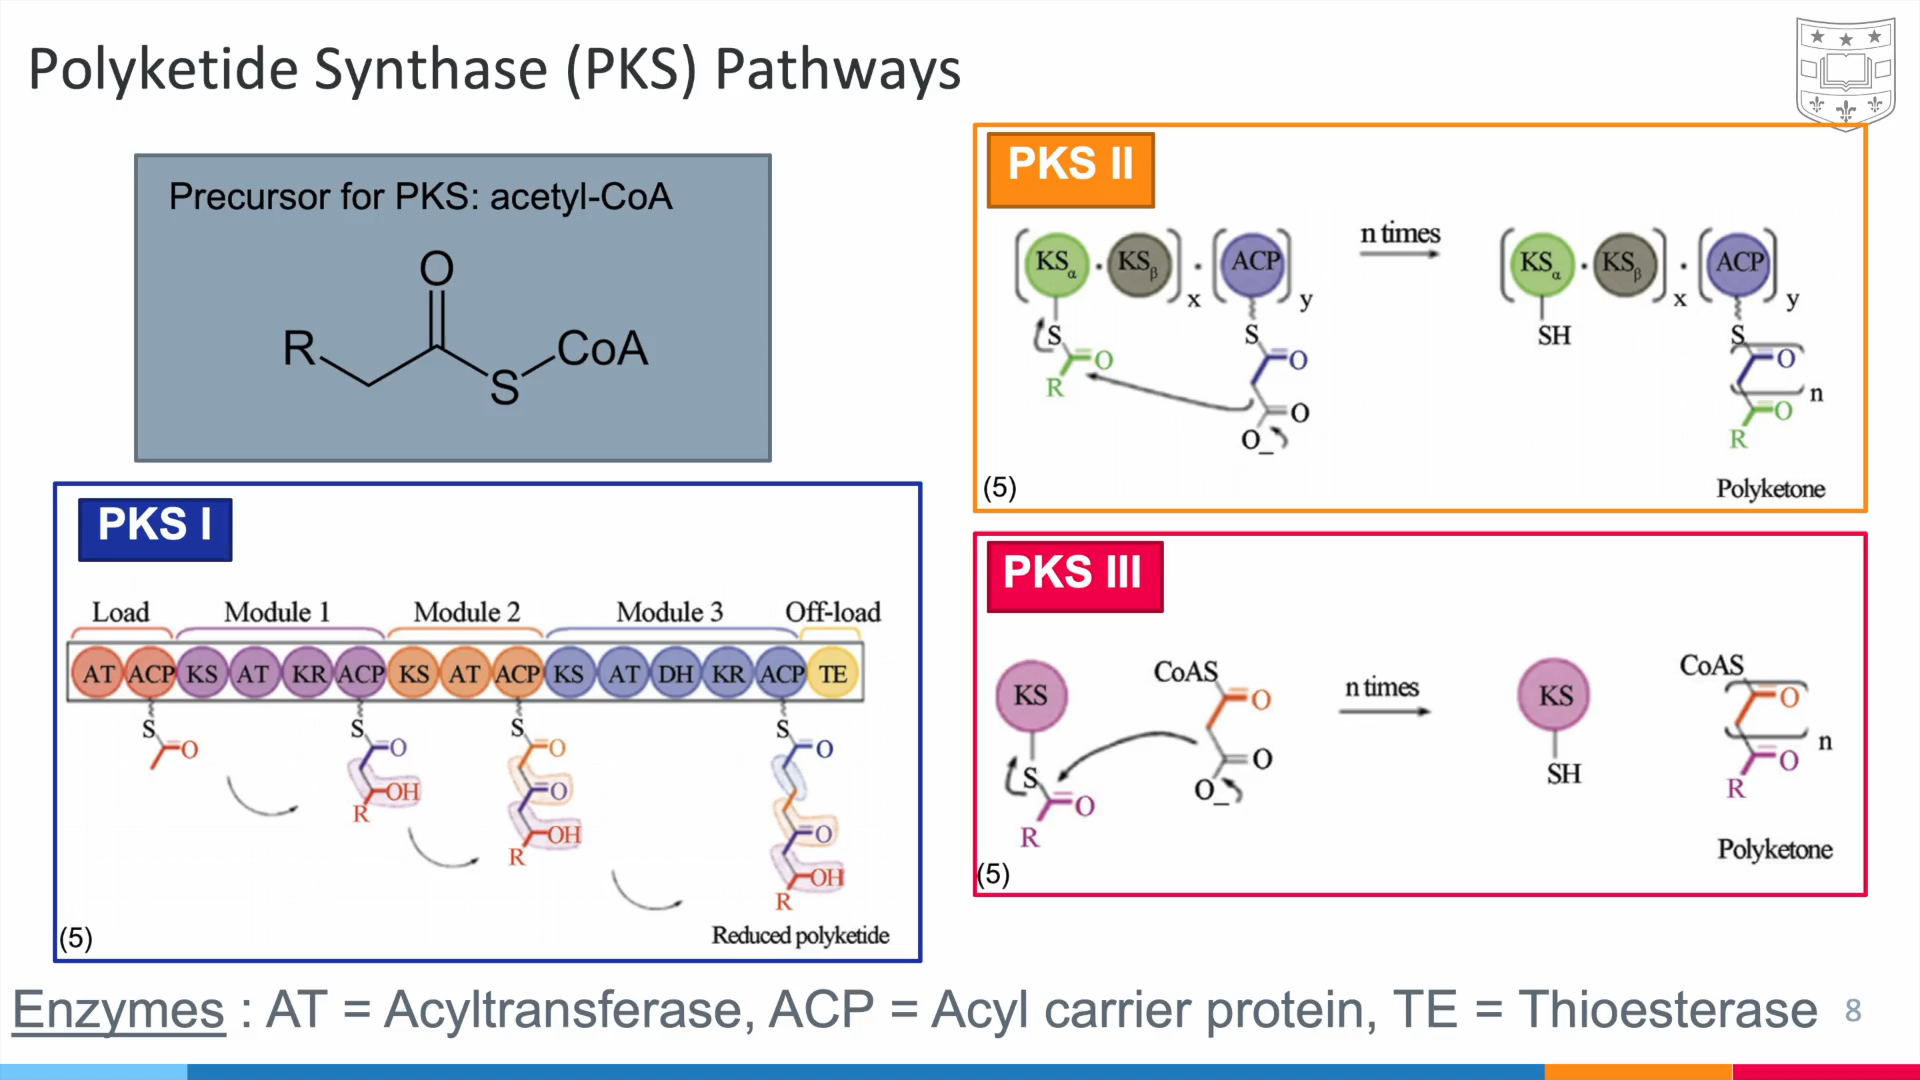 Polyketide Synthase (PKS) Pathways
Precursor for PKS: acetyl-CoA
O
R
S
CoA
PKS I
Load Module 1 Module 2 Module 3 Off-load
AT ACP KS AT KR ACP KS AT ACP KS AT DH KR ACP TE
S
O
S
O
OH
R
S
O
O
OH
R
S
O
O
OH
R
Reduced polyketide
(5)
PKS II
KSα · KSβ x · ACP y
n times
KSα · KSβ x · ACP y
S
O
R
S
O
O
O_
SH
S
O
n
O
R
Polyketone
(5)
PKS III
KS
S
O
R
CoAS
O
O
O_
n times
KS
SH
CoAS
O
n
O
R
Polyketone
(5)
Enzymes : AT = Acyltransferase, ACP = Acyl carrier protein, TE = Thioesterase
8